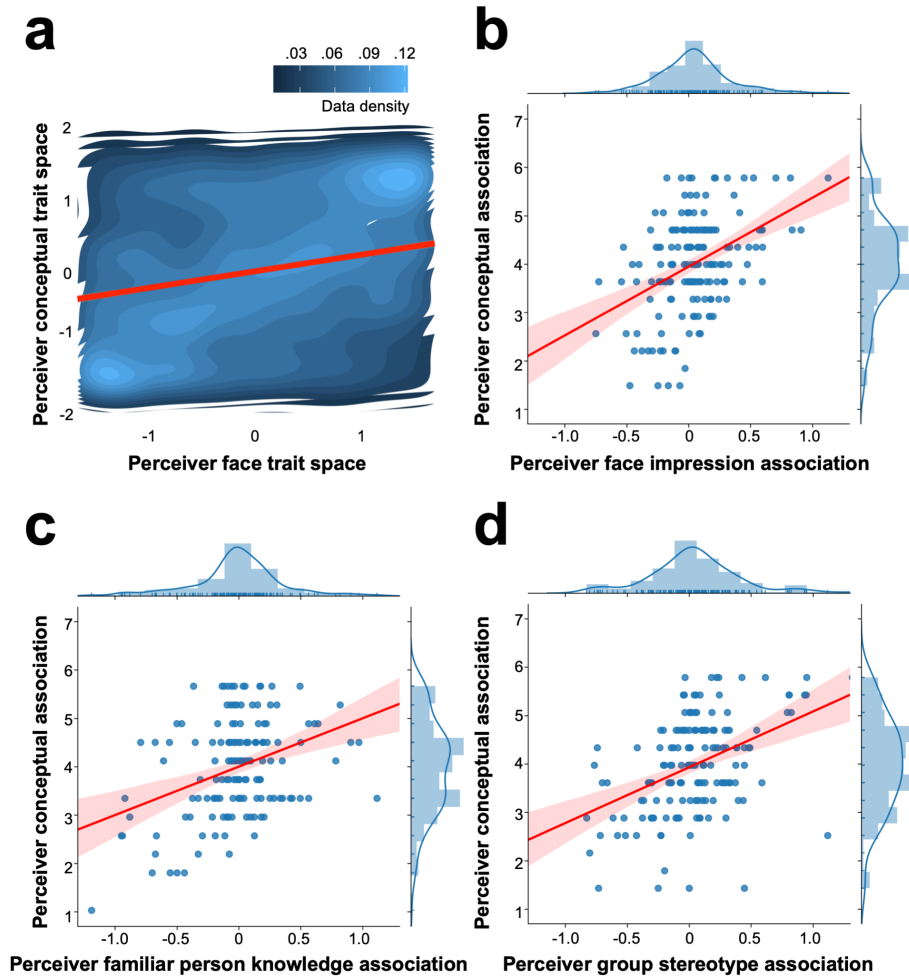 a
.03 .06 .09 .12
Data density
Perceiver conceptual trait space
2
1
0
-1
-2
-1 0 1
Perceiver face trait space
b
Perceiver conceptual association
7
6
5
4
3
2
1
-1.0 -0.5 0 0.5 1.0
Perceiver face impression association
c
Perceiver conceptual association
7
6
5
4
3
2
1
-1.0 -0.5 0 0.5 1.0
Perceiver familiar person knowledge association
d
Perceiver conceptual association
7
6
5
4
3
2
1
-1.0 -0.5 0 0.5 1.0
Perceiver group stereotype association